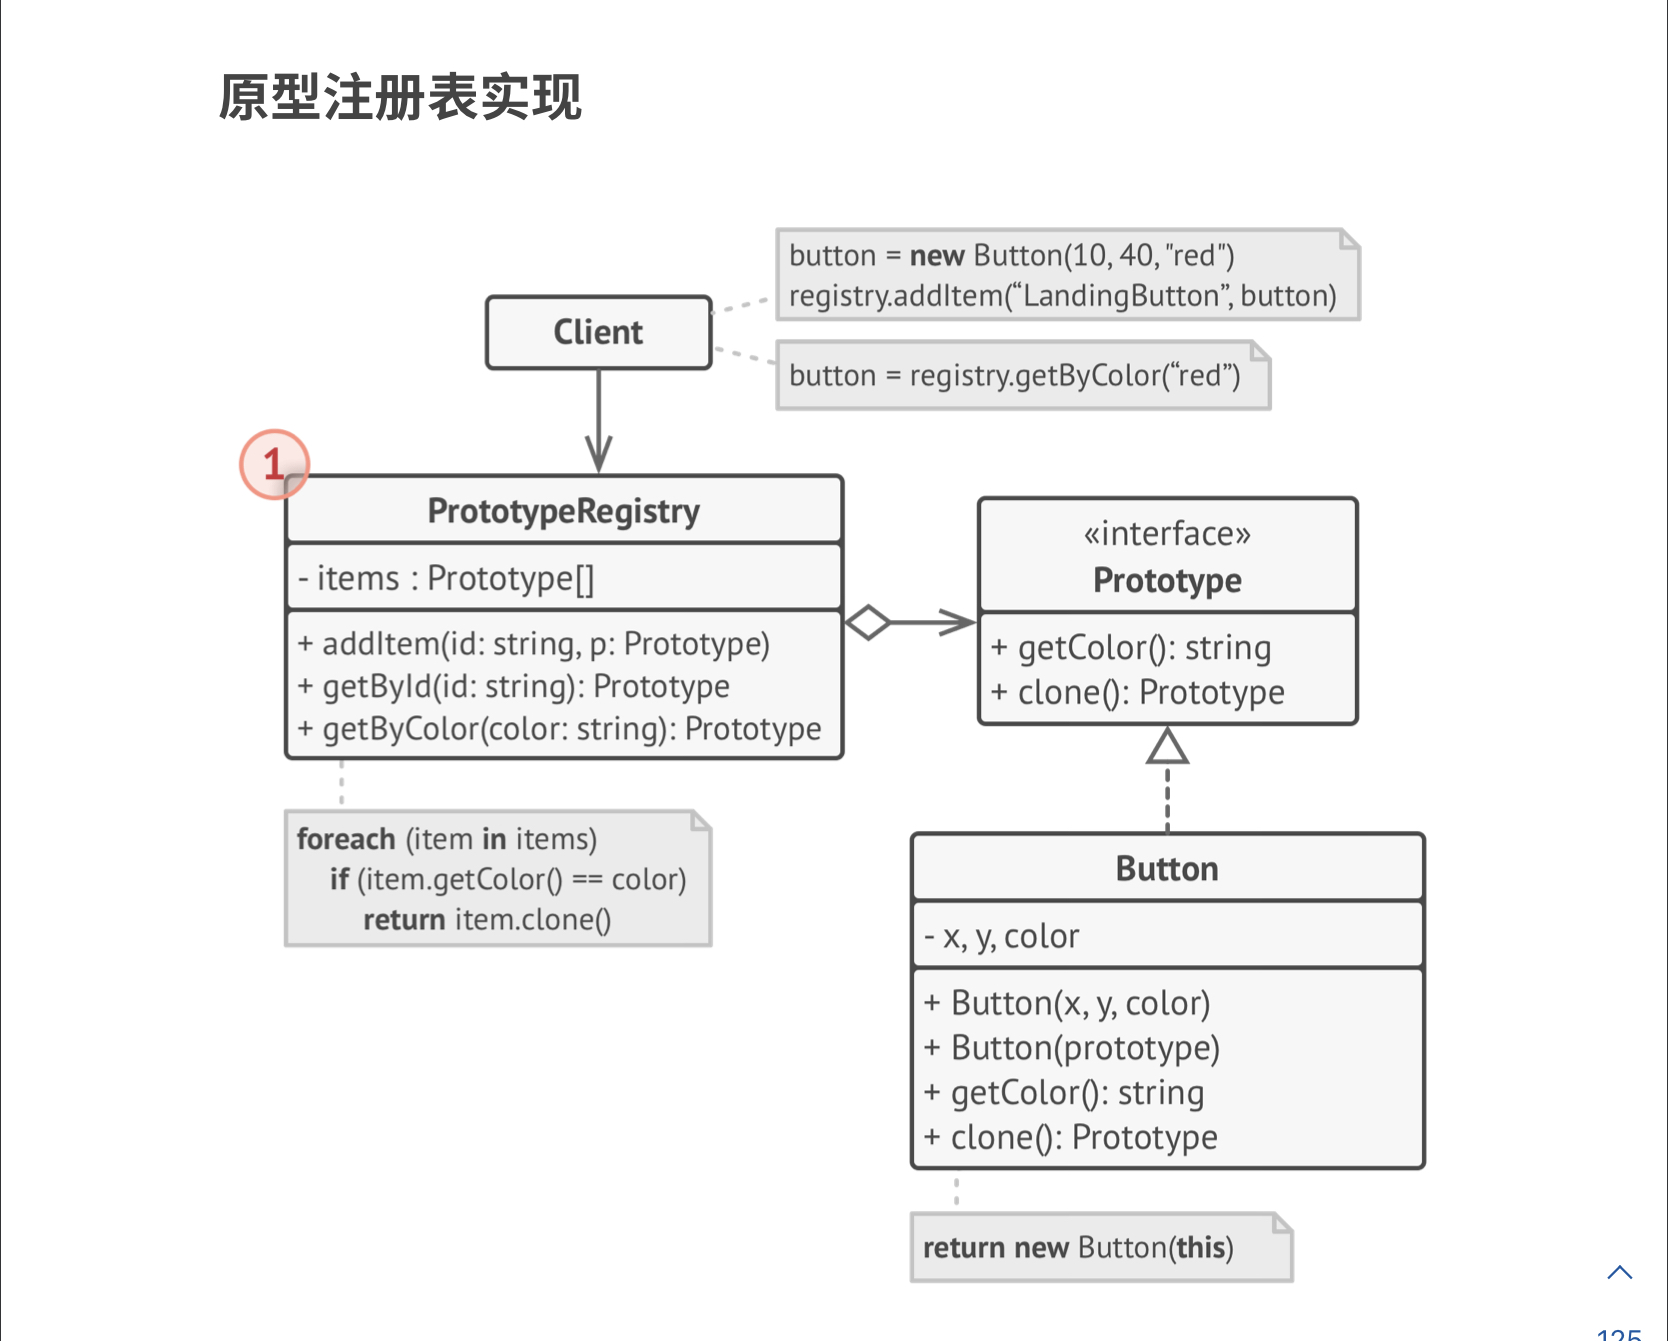 原型注册表实现
button = new Button(10, 40, "red")
registry.addItem(“LandingButton”, button)
Client
button = registry.getByColor(“red”)
1
PrototypeRegistry
- items : Prototype[]
+ addItem(id: string, p: Prototype)
+ getById(id: string): Prototype
+ getByColor(color: string): Prototype
«interface»
Prototype
+ getColor(): string
+ clone(): Prototype
foreach (item in items)
if (item.getColor() == color)
return item.clone()
Button
- x, y, color
+ Button(x, y, color)
+ Button(prototype)
+ getColor(): string
+ clone(): Prototype
return new Button(this)
125